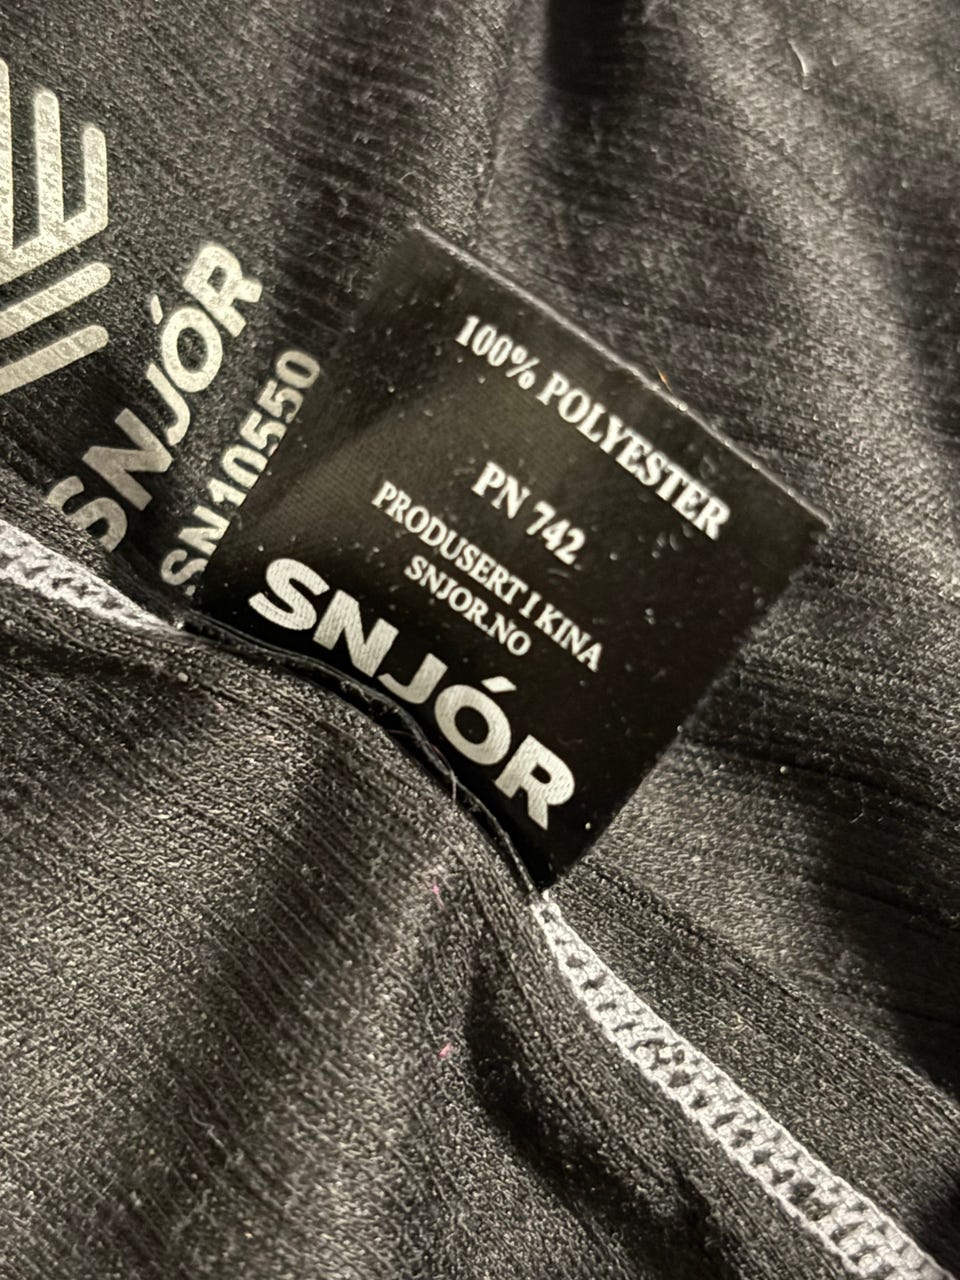 SNJÓR
SN10550
100% POLYESTER
PN 742
PRODUSERT I KINA
SNJOR.NO
SNJÓR